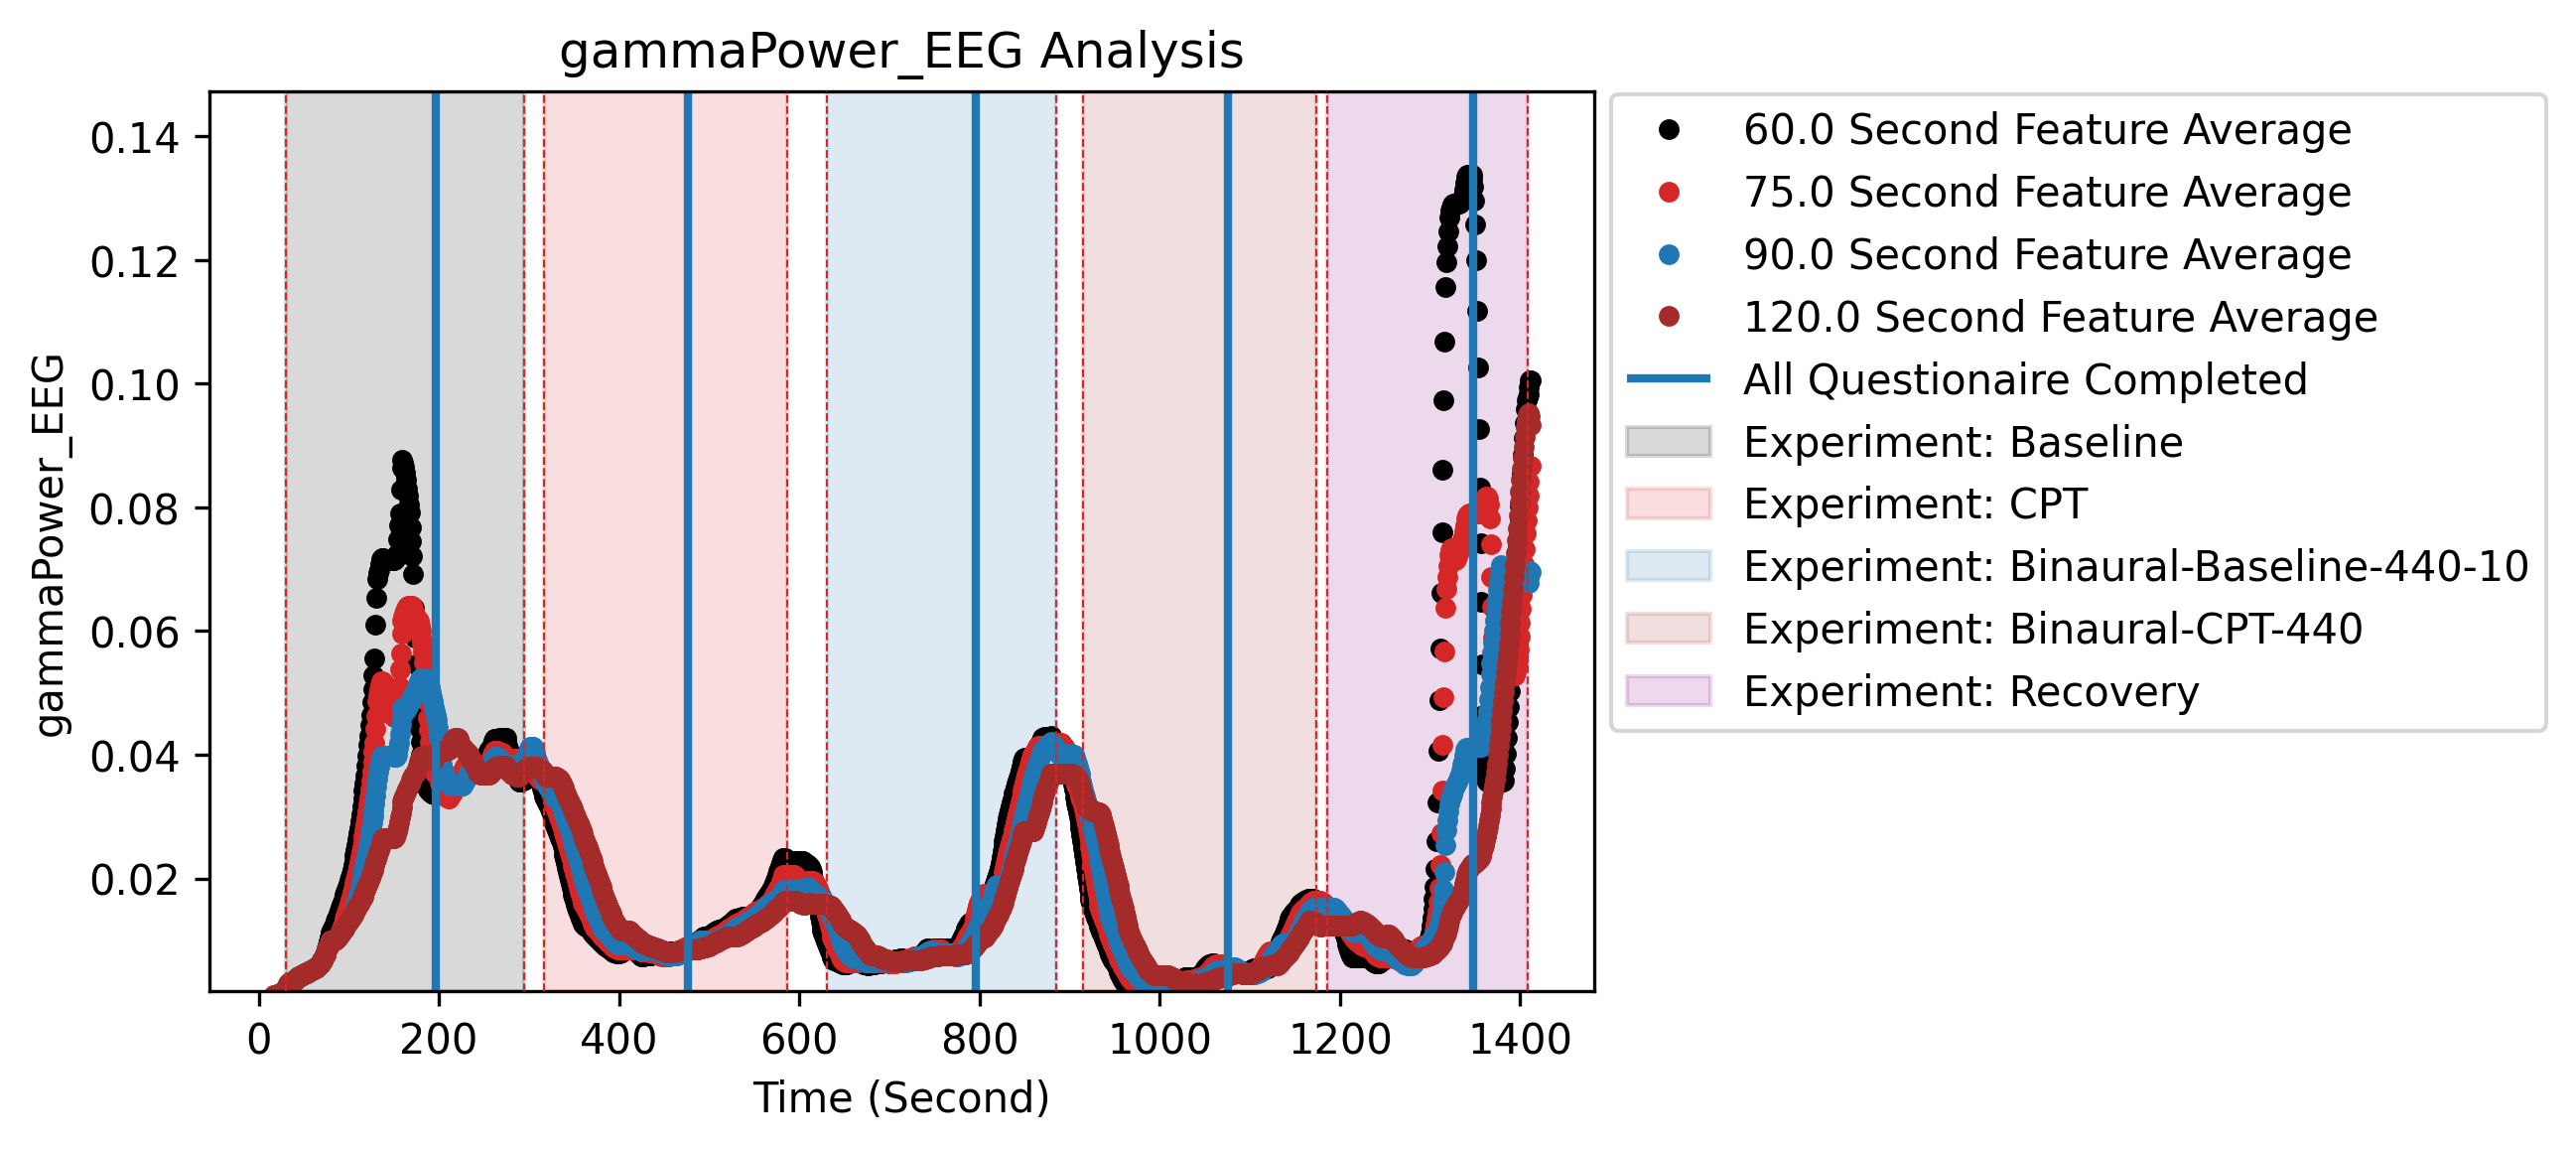 gammaPower_EEG Analysis
gammaPower_EEG
0.14
0.12
0.10
0.08
0.06
0.04
0.02
0 200 400 600 800 1000 1200 1400
Time (Second)
60.0 Second Feature Average
75.0 Second Feature Average
90.0 Second Feature Average
120.0 Second Feature Average
All Questionaire Completed
Experiment: Baseline
Experiment: CPT
Experiment: Binaural-Baseline-440-10
Experiment: Binaural-CPT-440
Experiment: Recovery